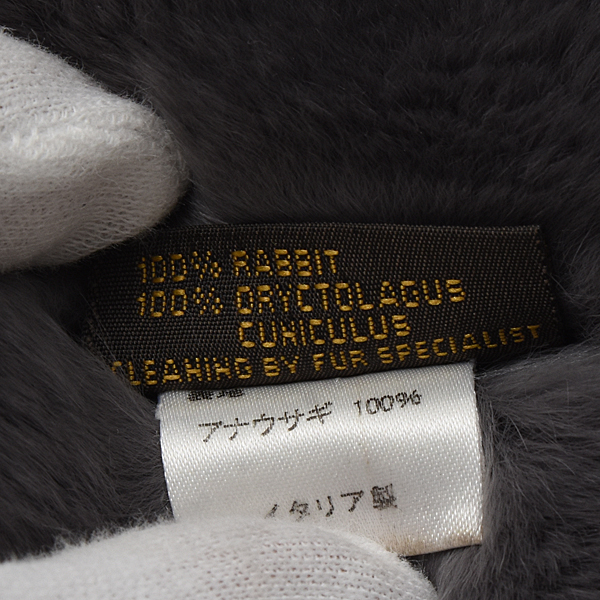 100% RABBIT
100% ORYCTOLAGUS
CUNICULUS
CLEANING BY FUR SPECIALIST
アナウサギ 100%
イタリア製